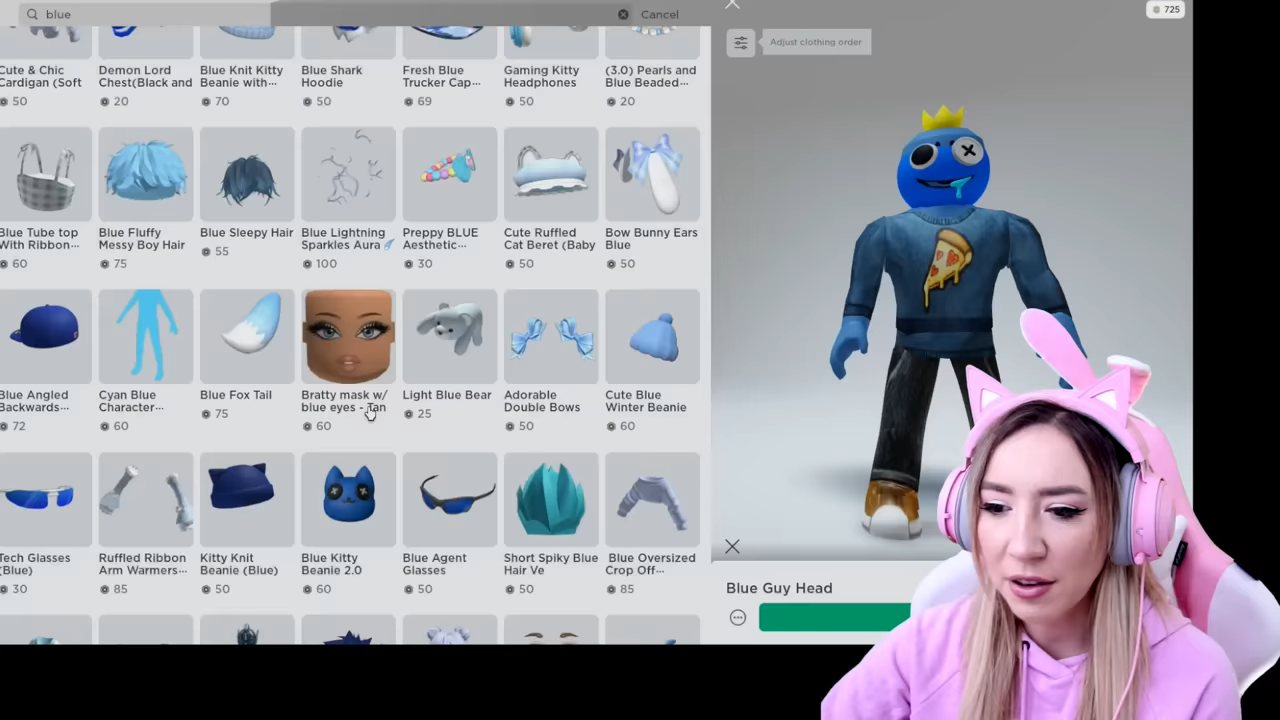 blue
Cancel
725
Adjust clothing order
Cute & Chic
Cardigan (Soft
50
Demon Lord
Chest(Black and
20
Blue Knit Kitty
Beanie with...
70
Blue Shark
Hoodie
50
Fresh Blue
Trucker Cap...
69
Gaming Kitty
Headphones
50
(3.0) Pearls and
Blue Beaded...
20
Blue Tube top
With Ribbon...
60
Blue Fluffy
Messy Boy Hair
75
Blue Sleepy Hair
55
Blue Lightning
Sparkles Aura
100
Preppy BLUE
Aesthetic...
30
Cute Ruffled
Cat Beret (Baby
50
Bow Bunny Ears
Blue
50
Blue Angled
Backwards...
72
Cyan Blue
Character...
60
Blue Fox Tail
75
Bratty mask w/
blue eyes - Tan
60
Light Blue Bear
25
Adorable
Double Bows
50
Cute Blue
Winter Beanie
60
Tech Glasses
(Blue)
30
Ruffled Ribbon
Arm Warmers...
85
Kitty Knit
Beanie (Blue)
50
Blue Kitty
Beanie 2.0
60
Blue Agent
Glasses
50
Short Spiky Blue
Hair Ve
50
Blue Oversized
Crop Off...
85
Blue Guy Head